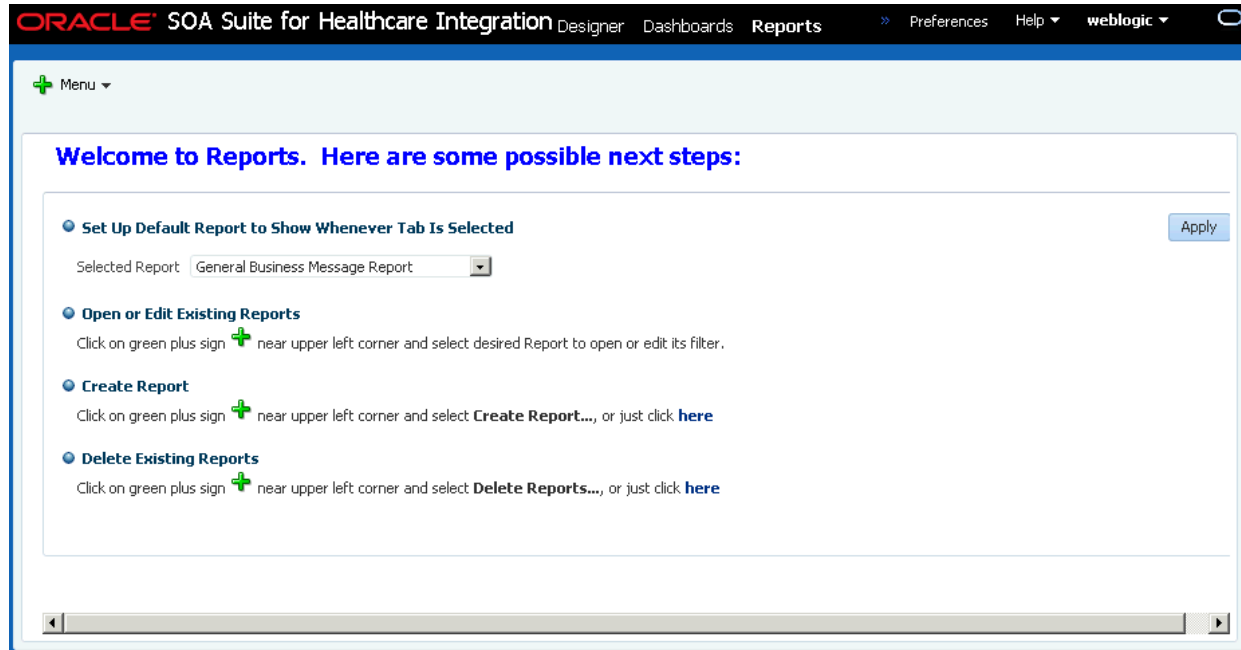 ORACLE SOA Suite for Healthcare Integration Designer Dashboards Reports » Preferences Help weblogic
Menu
Welcome to Reports. Here are some possible next steps:
Set Up Default Report to Show Whenever Tab Is Selected
Apply
Selected Report General Business Message Report
Open or Edit Existing Reports
Click on green plus sign near upper left corner and select desired Report to open or edit its filter.
Create Report
Click on green plus sign near upper left corner and select Create Report..., or just click here
Delete Existing Reports
Click on green plus sign near upper left corner and select Delete Reports..., or just click here